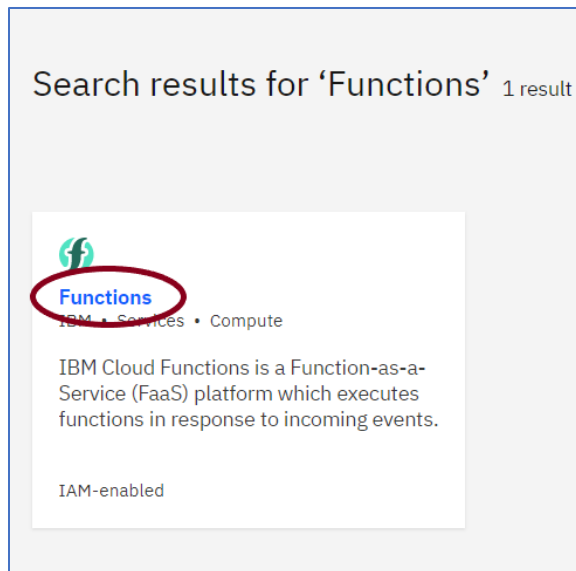 Search results for ‘Functions’ 1 result
Functions
IBM • Services • Compute
IBM Cloud Functions is a Function-as-a-
Service (FaaS) platform which executes
functions in response to incoming events.
IAM-enabled